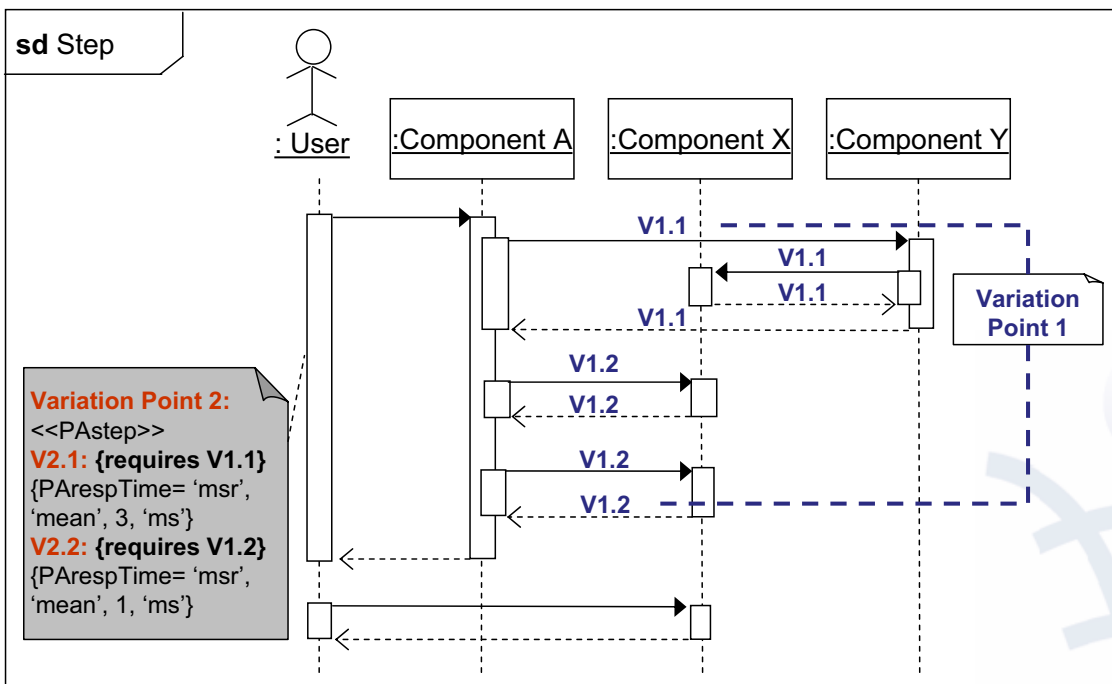 sd Step
: User
:Component A
:Component X
:Component Y
V1.1
V1.1
V1.1
V1.1
Variation
Point 1
V1.2
V1.2
V1.2
V1.2
Variation Point 2:
<<PAstep>>
V2.1: {requires V1.1}
{PArespTime= ‘msr’,
‘mean’, 3, ‘ms’}
V2.2: {requires V1.2}
{PArespTime= ‘msr’,
‘mean’, 1, ‘ms’}